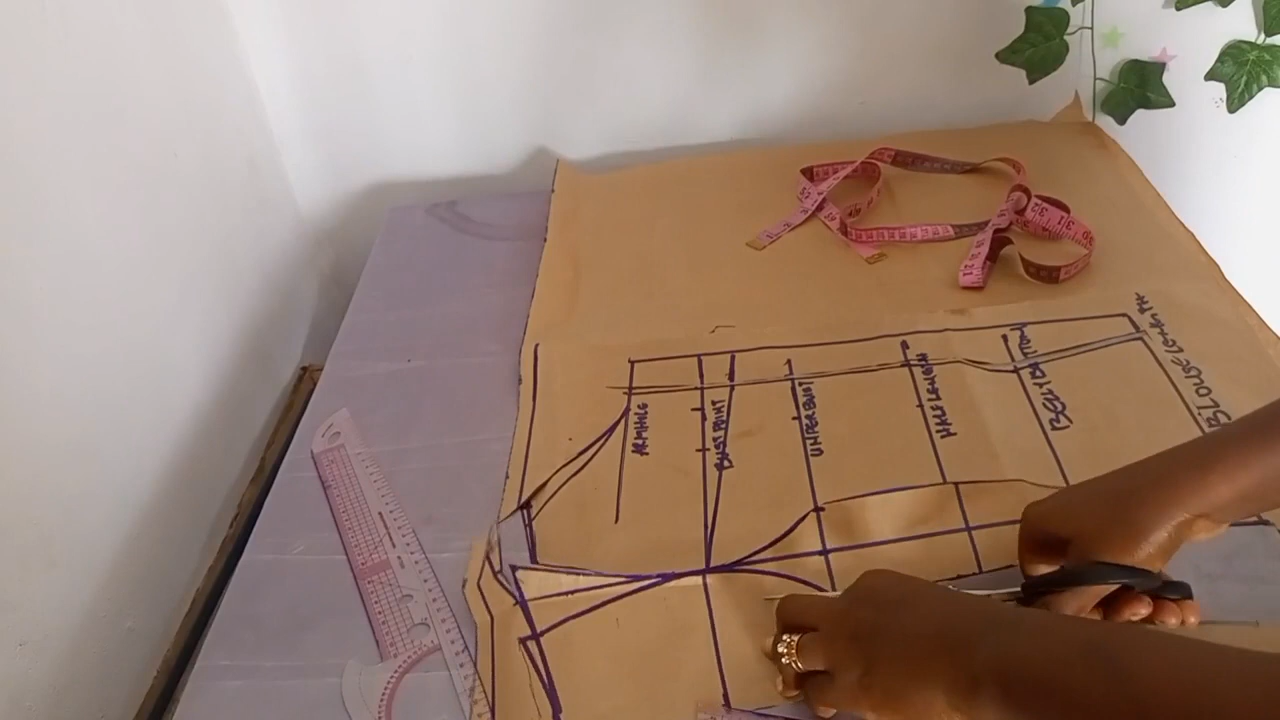 ARMHOLE
BUST POINT
UNDERBUST
HALF LENGTH
BELLY BUTTON
BLOUSE LENGTH